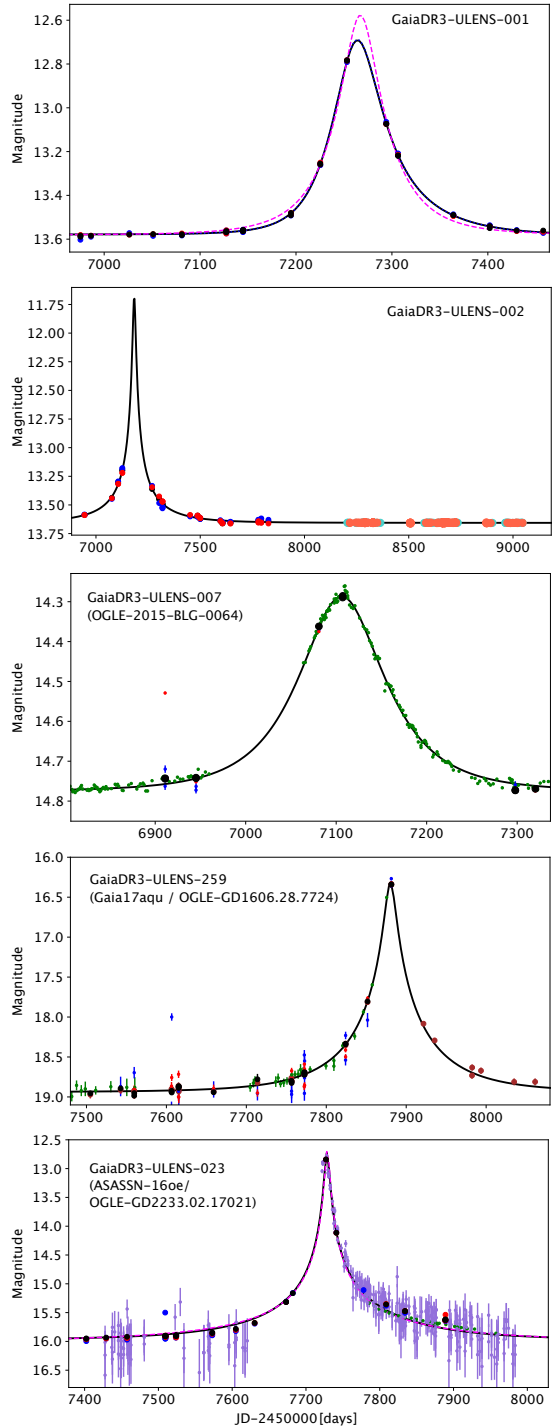 GaiaDR3-ULENS-001
Magnitude
12.6
12.8
13.0
13.2
13.4
13.6
7000 7100 7200 7300 7400
GaiaDR3-ULENS-002
Magnitude
11.75
12.00
12.25
12.50
12.75
13.00
13.25
13.50
13.75
7000 7500 8000 8500 9000
GaiaDR3-ULENS-007
(OGLE-2015-BLG-0064)
Magnitude
14.3
14.4
14.5
14.6
14.7
14.8
6900 7000 7100 7200 7300
GaiaDR3-ULENS-259
(Gaia17aqu / OGLE-GD1606.28.7724)
Magnitude
16.0
16.5
17.0
17.5
18.0
18.5
19.0
7500 7600 7700 7800 7900 8000
GaiaDR3-ULENS-023
(ASASSN-16oe/
OGLE-GD2233.02.17021)
Magnitude
12.5
13.0
13.5
14.0
14.5
15.0
15.5
16.0
16.5
7400 7500 7600 7700 7800 7900 8000
JD-2450000[days]